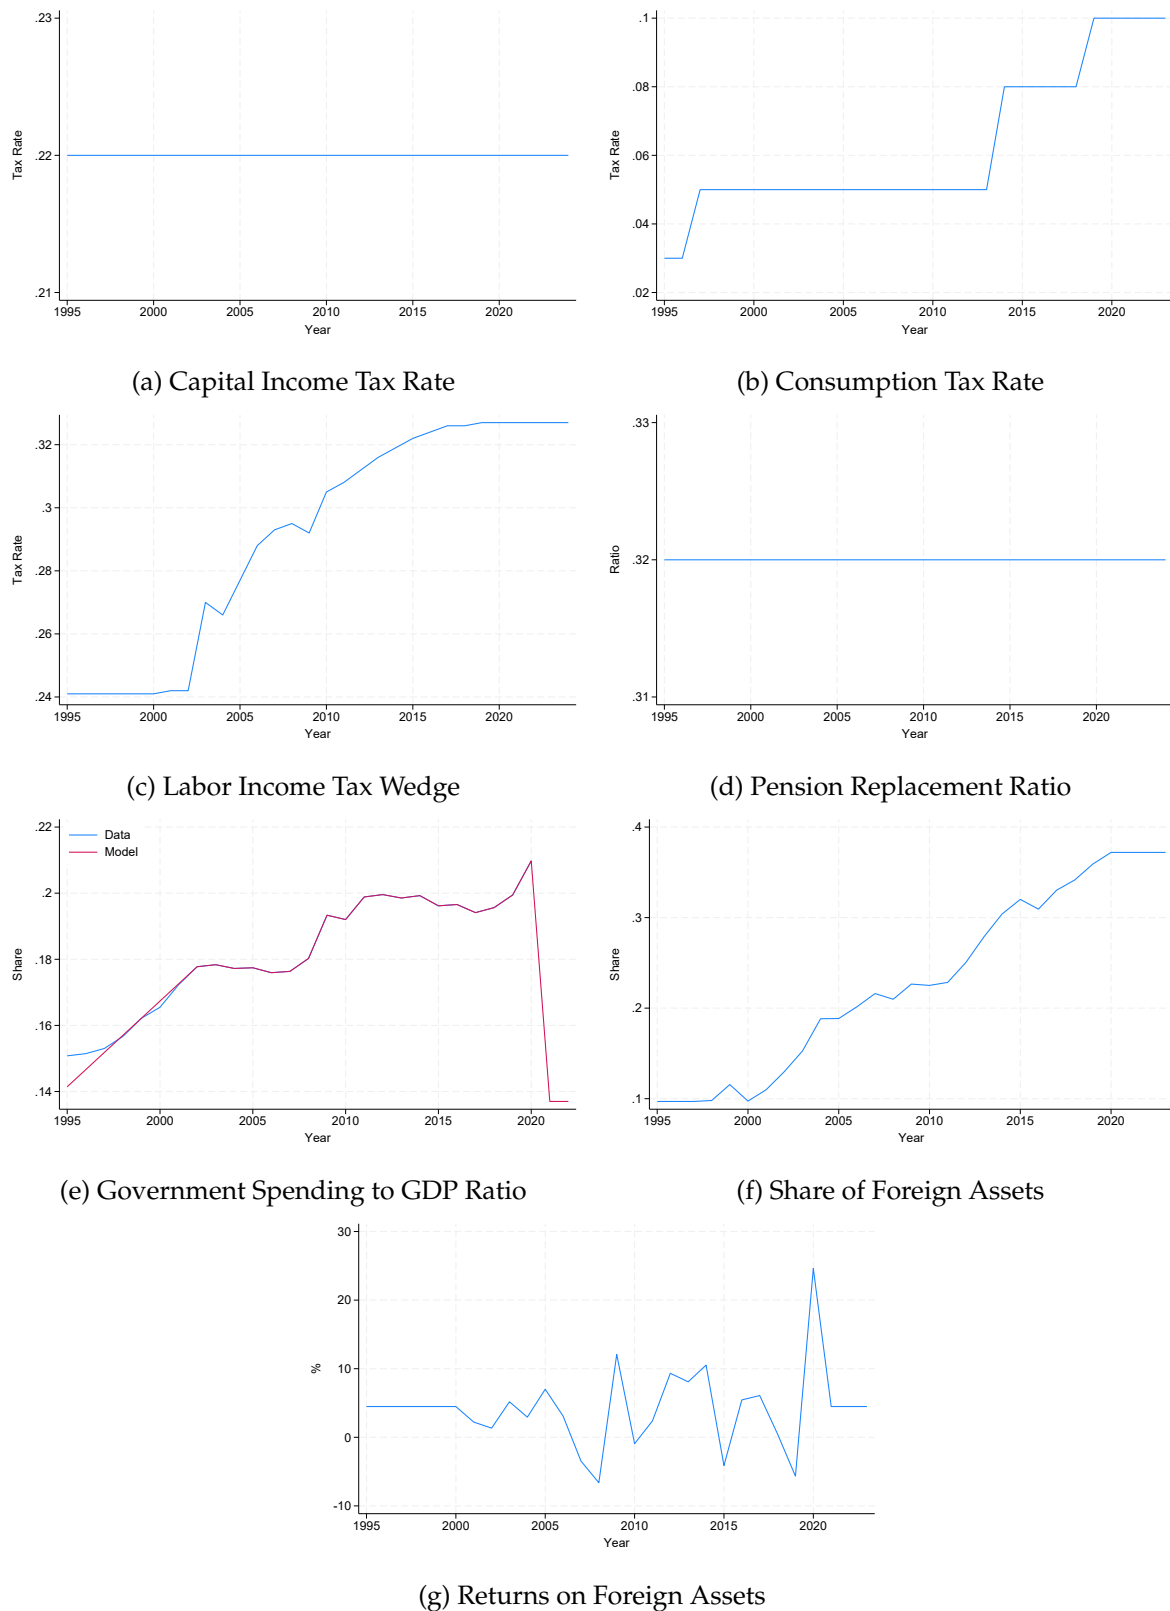 .23
.22
.21
Tax Rate
1995 2000 2005 2010 2015 2020
Year
(a) Capital Income Tax Rate
.1
.08
.06
.04
.02
Tax Rate
1995 2000 2005 2010 2015 2020
Year
(b) Consumption Tax Rate
.32
.3
.28
.26
.24
Tax Rate
1995 2000 2005 2010 2015 2020
Year
(c) Labor Income Tax Wedge
.33
.32
.31
Ratio
1995 2000 2005 2010 2015 2020
Year
(d) Pension Replacement Ratio
.22
.2
.18
.16
.14
Share
Data
Model
1995 2000 2005 2010 2015 2020
Year
(e) Government Spending to GDP Ratio
.4
.3
.2
.1
Share
1995 2000 2005 2010 2015 2020
Year
(f) Share of Foreign Assets
30
20
10
0
-10
%
1995 2000 2005 2010 2015 2020
Year
(g) Returns on Foreign Assets